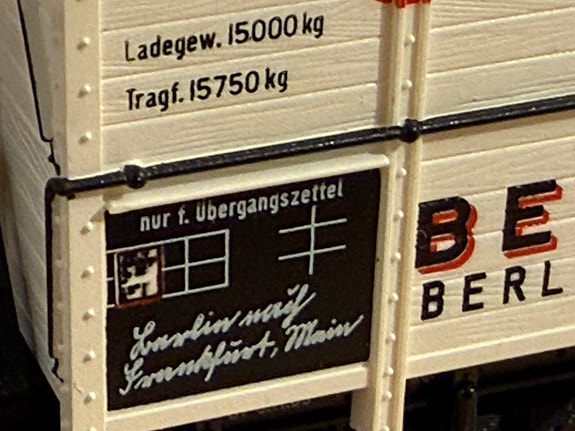 Ladegew. 15000 kg
Tragf. 15750 kg
nur f. Übergangszettel
Berlin nach
Frankfurt, Main
BE
BERL